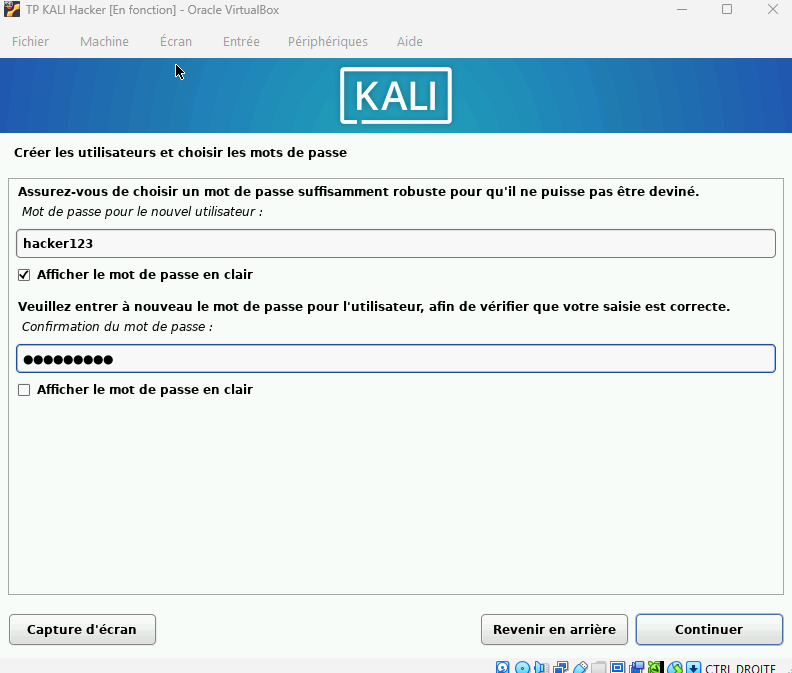 TP KALI Hacker [En fonction] - Oracle VirtualBox
Fichier Machine Écran Entrée Périphériques Aide
KALI
Créer les utilisateurs et choisir les mots de passe
Assurez-vous de choisir un mot de passe suffisamment robuste pour qu'il ne puisse pas être deviné.
Mot de passe pour le nouvel utilisateur :
hacker123
Afficher le mot de passe en clair
Veuillez entrer à nouveau le mot de passe pour l'utilisateur, afin de vérifier que votre saisie est correcte.
Confirmation du mot de passe :
●●●●●●●●●
Afficher le mot de passe en clair
Capture d'écran Revenir en arrière Continuer
CTRL DROITE